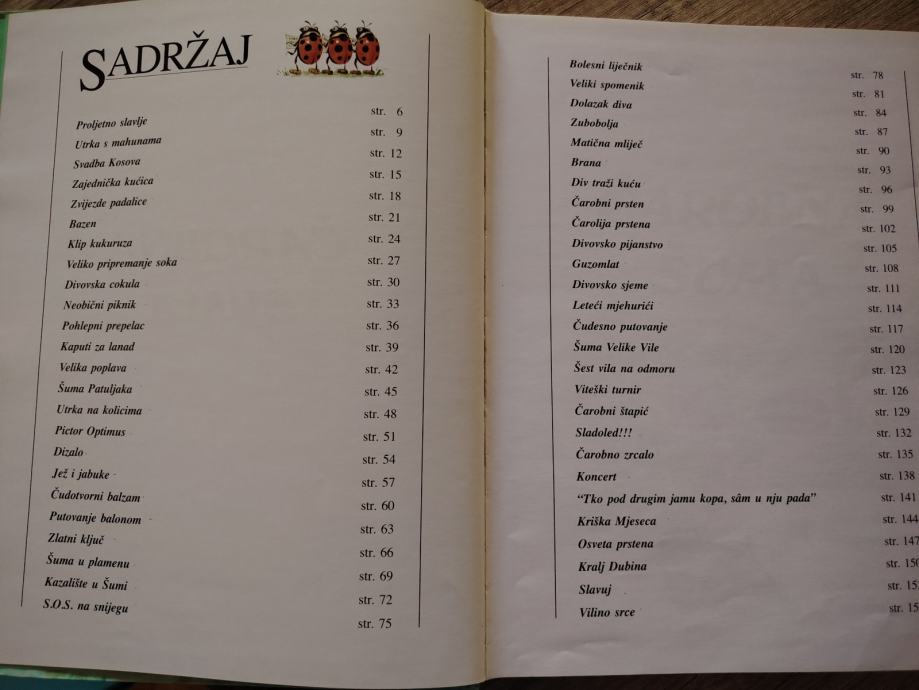 SADRŽAJ
Proljetno slavlje str. 6
Utrka s mahunama str. 9
Svadba Kosova str. 12
Zajednička kućica str. 15
Zvijezde padalice str. 18
Bazen str. 21
Klip kukuruza str. 24
Veliko pripremanje soka str. 27
Divovska cokula str. 30
Neobični piknik str. 33
Pohlepni prepelac str. 36
Kaputi za lanad str. 39
Velika poplava str. 42
Šuma Patuljaka str. 45
Utrka na kolicima str. 48
Pictor Optimus str. 51
Dizalo str. 54
Jež i jabuke str. 57
Čudotvorni balzam str. 60
Putovanje balonom str. 63
Zlatni ključ str. 66
Šuma u plamenu str. 69
Kazalište u Šumi str. 72
S.O.S. na snijegu str. 75
Bolesni liječnik str. 78
Veliki spomenik str. 81
Dolazak diva str. 84
Zubobolja str. 87
Matična mliječ str. 90
Brana str. 93
Div traži kuću str. 96
Čarobni prsten str. 99
Čarolija prstena str. 102
Divovsko pijanstvo str. 105
Guzomlat str. 108
Divovsko sjeme str. 111
Leteći mjehurići str. 114
Čudesno putovanje str. 117
Šuma Velike Vile str. 120
Šest vila na odmoru str. 123
Viteški turnir str. 126
Čarobni štapić str. 129
Sladoled!!! str. 132
Čarobno zrcalo str. 135
Koncert str. 138
“Tko pod drugim jamu kopa, sâm u nju pada” str. 141
Kriška Mjeseca str. 144
Osveta prstena str. 147
Kralj Dubina str.
Slavuj str.
Vilino srce str.